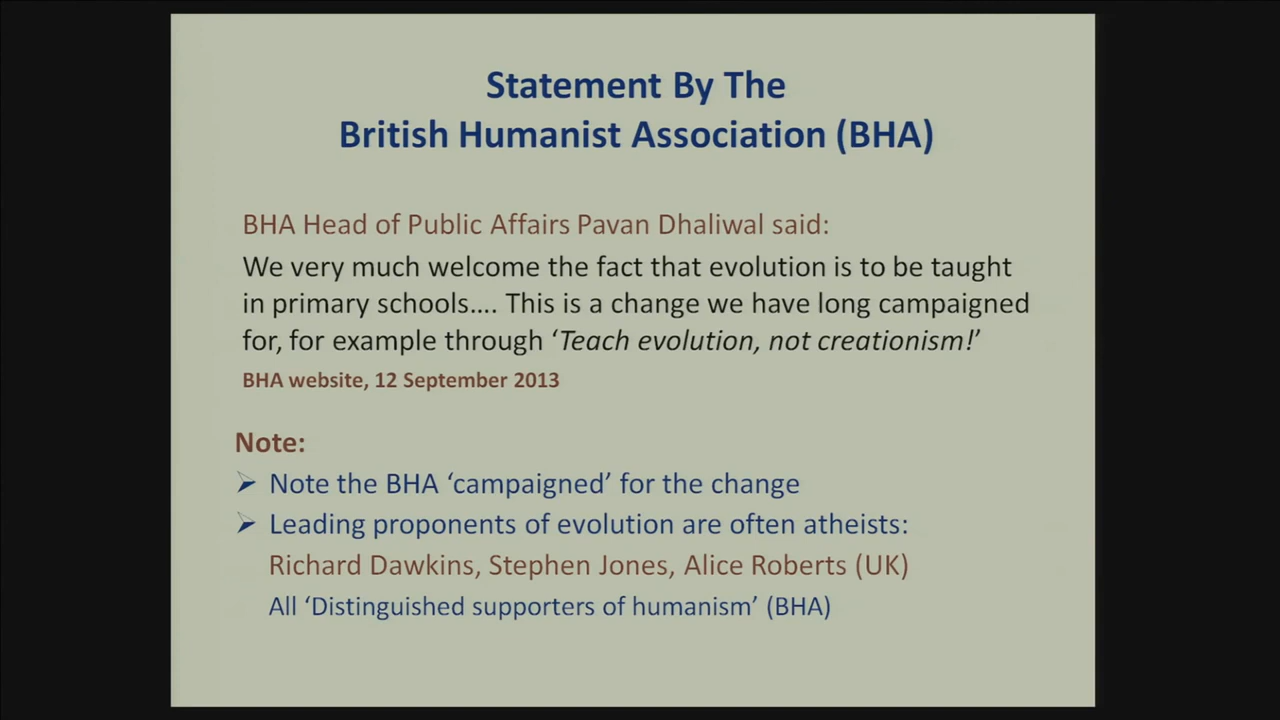 Statement By The
British Humanist Association (BHA)
BHA Head of Public Affairs Pavan Dhaliwal said:
We very much welcome the fact that evolution is to be taught
in primary schools…. This is a change we have long campaigned
for, for example through ‘Teach evolution, not creationism!’
BHA website, 12 September 2013
Note:
➢ Note the BHA ‘campaigned’ for the change
➢ Leading proponents of evolution are often atheists:
Richard Dawkins, Stephen Jones, Alice Roberts (UK)
All ‘Distinguished supporters of humanism’ (BHA)